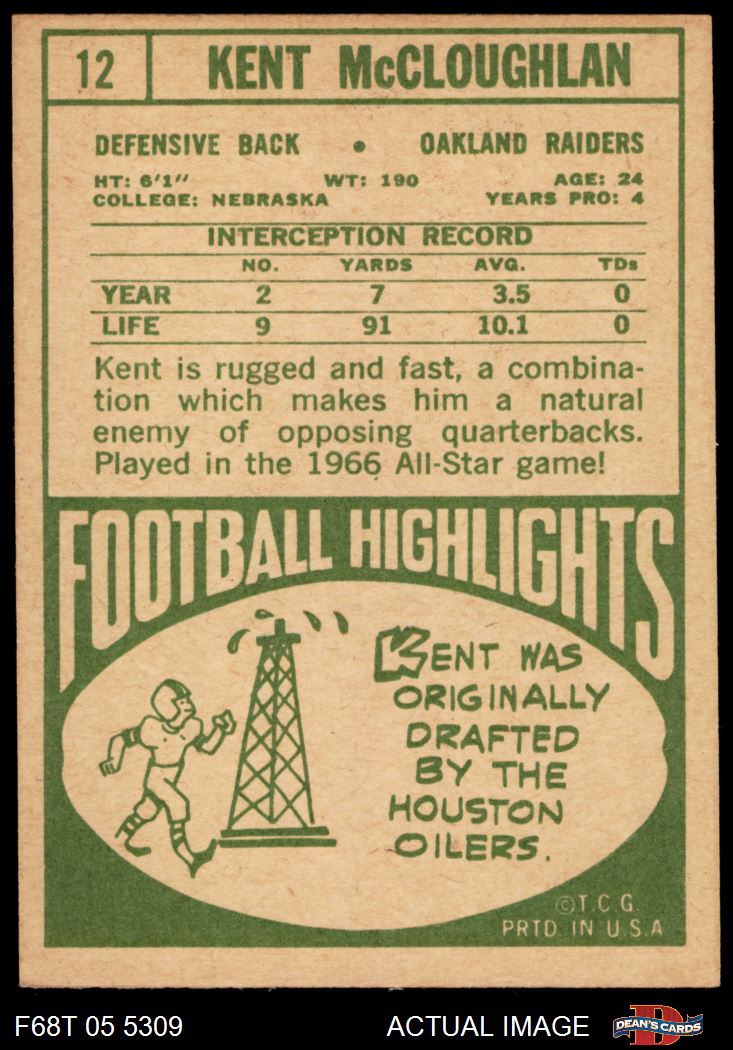 12 KENT McCLOUGHLAN
DEFENSIVE BACK • OAKLAND RAIDERS
HT: 6'1" WT: 190 AGE: 24
COLLEGE: NEBRASKA YEARS PRO: 4
INTERCEPTION RECORD
NO. YARDS AVG. TDs
YEAR 2 7 3.5 0
LIFE 9 91 10.1 0
Kent is rugged and fast, a combina-
tion which makes him a natural
enemy of opposing quarterbacks.
Played in the 1966 All-Star game!
FOOTBALL HIGHLIGHTS
KENT WAS
ORIGINALLY
DRAFTED
BY THE
HOUSTON
OILERS.
©T.C.G.
PRTD. IN U.S.A
F68T 05 5309 ACTUAL IMAGE D DEAN'S CARDS